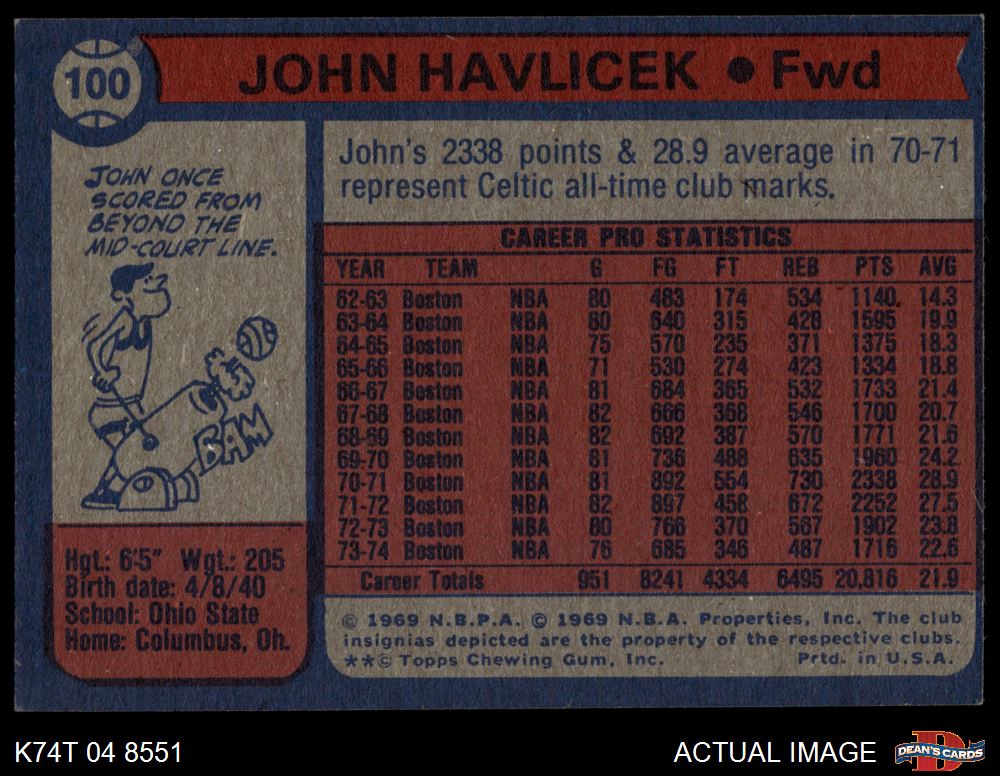 100
JOHN HAVLICEK • Fwd
JOHN ONCE
SCORED FROM
BEYOND THE
MID-COURT LINE.
BAM
Hgt.: 6'5" Wgt.: 205
Birth date: 4/8/40
School: Ohio State
Home: Columbus, Oh.
John's 2338 points & 28.9 average in 70-71
represent Celtic all-time club marks.
CAREER PRO STATISTICS
YEAR TEAM G FG FT REB PTS AVG
62-63 Boston NBA 80 483 174 534 1140 14.3
63-64 Boston NBA 80 640 315 428 1595 19.9
64-65 Boston NBA 75 570 235 371 1375 18.3
65-66 Boston NBA 71 530 274 423 1334 18.8
66-67 Boston NBA 81 684 365 532 1733 21.4
67-68 Boston NBA 82 666 368 546 1700 20.7
68-69 Boston NBA 82 692 387 570 1771 21.6
69-70 Boston NBA 81 736 488 635 1960 24.2
70-71 Boston NBA 81 892 554 730 2338 28.9
71-72 Boston NBA 82 897 458 672 2252 27.5
72-73 Boston NBA 80 766 370 567 1902 23.8
73-74 Boston NBA 76 685 346 487 1716 22.6
Career Totals 951 8241 4334 6495 20,816 21.9
© 1969 N.B.P.A. © 1969 N.B.A. Properties, Inc. The club
insignias depicted are the property of the respective clubs.
**© Topps Chewing Gum, Inc. Prtd. in U.S.A.
K74T 04 8551
ACTUAL IMAGE
DEAN'S CARDS